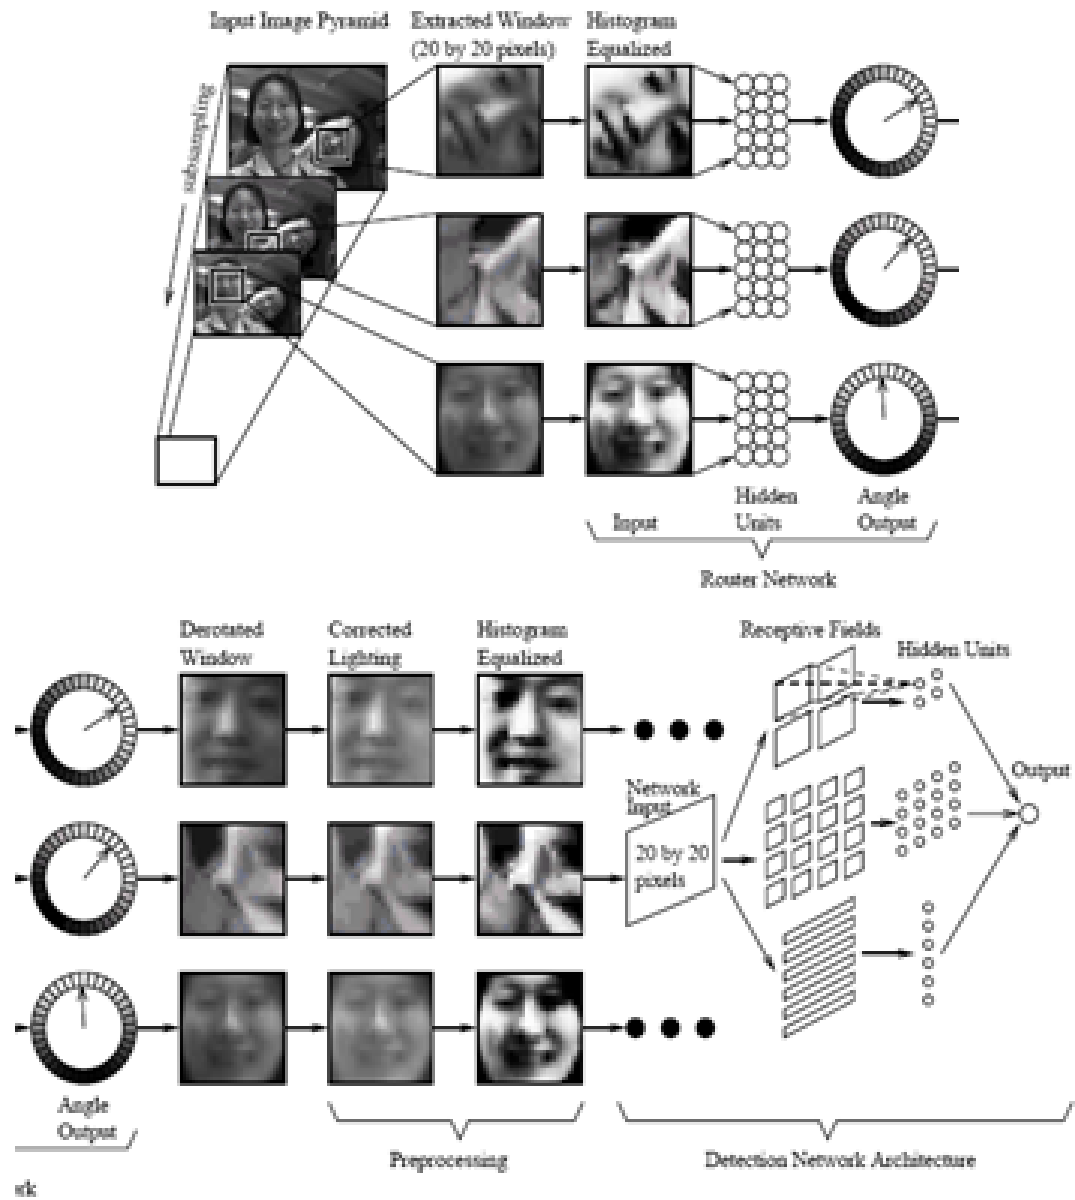 Input Image Pyramid
Extracted Window
(20 by 20 pixels)
Histogram
Equalized
subsampling
Input
Hidden
Units
Angle
Output
Router Network
Derotated
Window
Corrected
Lighting
Histogram
Equalized
Receptive Fields
Hidden Units
Network
Input
20 by 20
pixels
Output
Angle
Output
Preprocessing
Detection Network Architecture
rk